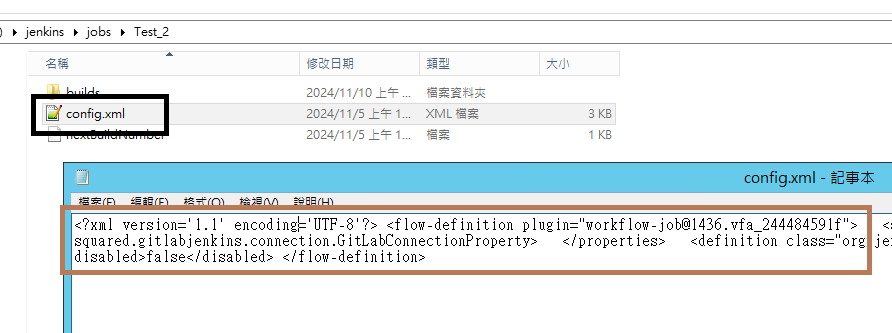 jenkins ▸ jobs ▸ Test_2
名稱 修改日期 類型 大小
builds 2024/11/10 上午 ... 檔案資料夾
config.xml 2024/11/5 上午 1... XML 檔案 3 KB
nextBuildNumber 2024/11/5 上午 1... 檔案 1 KB
config.xml - 記事本
檔案(F) 編輯(E) 格式(O) 檢視(V) 說明(H)
<?xml version='1.1' encoding='UTF-8'?> <flow-definition plugin="workflow-job@1436.vfa_244484591f"> <
squared.gitlabjenkins.connection.GitLabConnectionProperty> </properties> <definition class="org.je
disabled>false</disabled> </flow-definition>